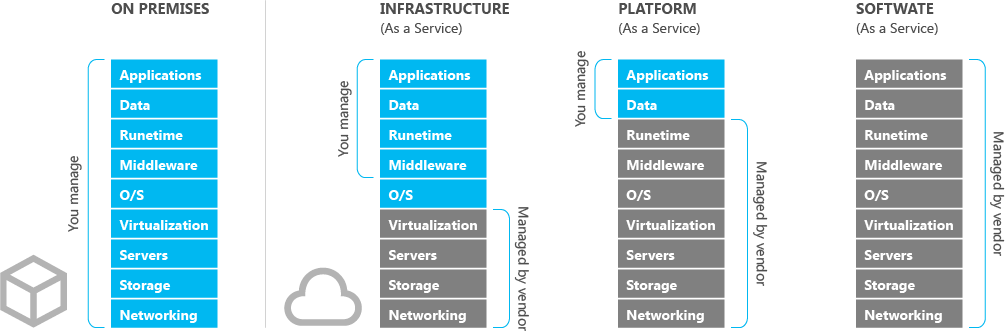 ON PREMISES
Applications
Data
Runetime
Middleware
O/S
Virtualization
Servers
Storage
Networking
You manage
INFRASTRUCTURE
(As a Service)
Applications
Data
Runetime
Middleware
O/S
Virtualization
Servers
Storage
Networking
You manage
Managed by vendor
PLATFORM
(As a Service)
Applications
Data
Runetime
Middleware
O/S
Virtualization
Servers
Storage
Networking
You manage
Managed by vendor
SOFTWATE
(As a Service)
Applications
Data
Runetime
Middleware
O/S
Virtualization
Servers
Storage
Networking
Managed by vendor